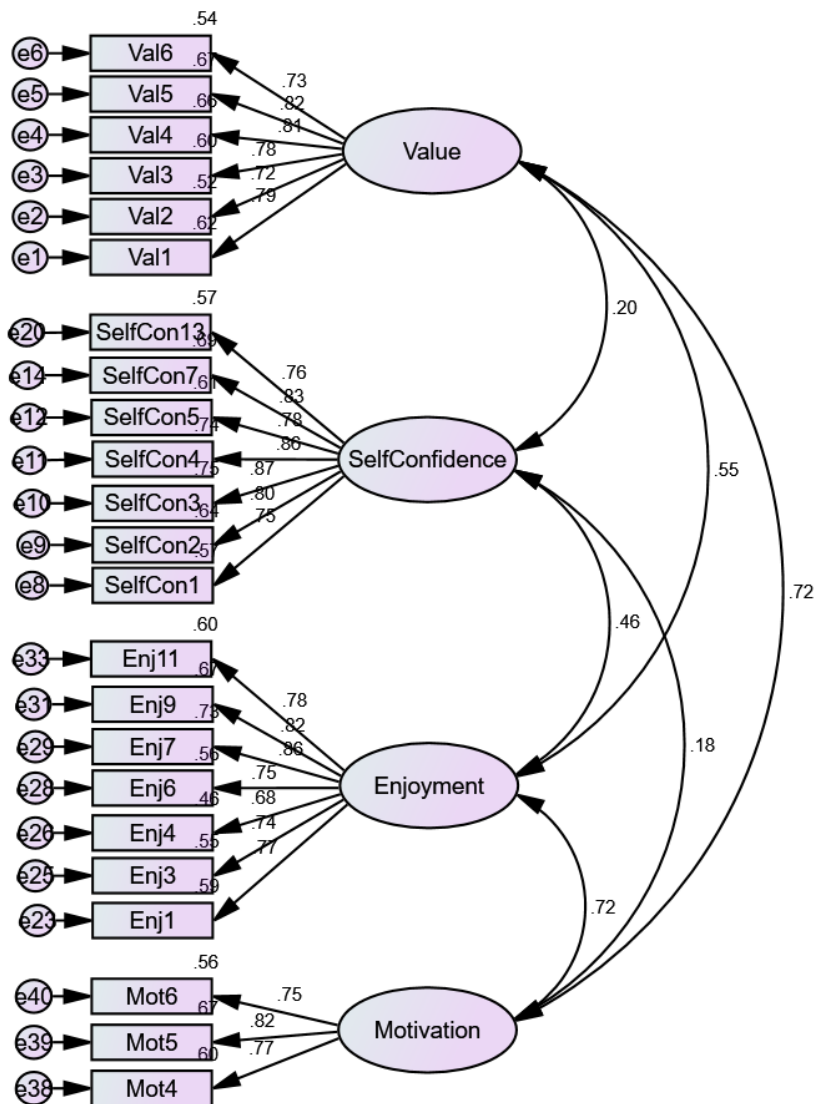 .54
e6 Val6 .67 .73
e5 Val5 .66 .82
e4 Val4 .60 .81
Value
e3 Val3 .52 .78
e2 Val2 .62 .72
e1 Val1 .79
.20
.57
e20 SelfCon13 .69 .76
e14 SelfCon7 .61 .83
e12 SelfCon5 .74 .78
e11 SelfCon4 .75 .86
SelfConfidence
.55
e10 SelfCon3 .64 .87
e9 SelfCon2 .57 .80
e8 SelfCon1 .75
.72
.46
.60
e33 Enj11 .67 .78
e31 Enj9 .73 .82
.18
e29 Enj7 .56 .86
e28 Enj6 .46 .75
Enjoyment
e26 Enj4 .55 .68
e25 Enj3 .59 .74
e23 Enj1 .77
.72
.56
e40 Mot6 .67 .75
Motivation
e39 Mot5 .60 .82
e38 Mot4 .77